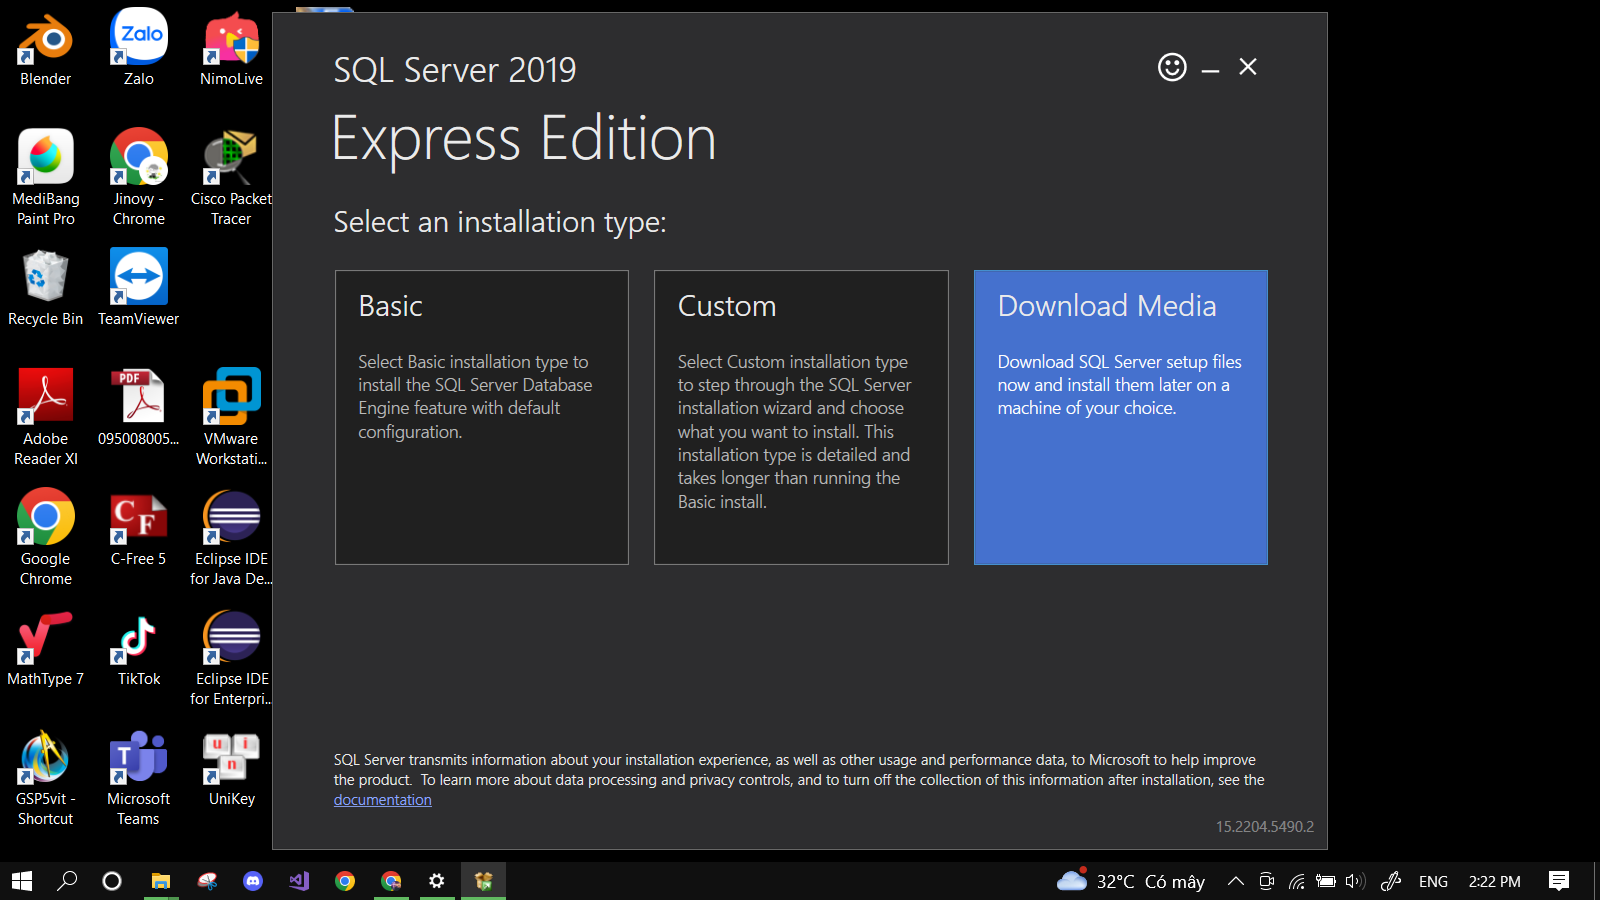 Blender
Zalo
Zalo
NimoLive
MediBang
Paint Pro
Jinovy -
Chrome
Cisco Packet
Tracer
Recycle Bin
TeamViewer
Adobe
Reader XI
PDF
095008005...
VMware
Workstati...
Google
Chrome
CF
C-Free 5
Eclipse IDE
for Java De...
MathType 7
TikTok
Eclipse IDE
for Enterpri...
GSP5vit -
Shortcut
T
Microsoft
Teams
u i
n
UniKey
SQL Server 2019
Express Edition
Select an installation type:
Basic
Select Basic installation type to
install the SQL Server Database
Engine feature with default
configuration.
Custom
Select Custom installation type
to step through the SQL Server
installation wizard and choose
what you want to install. This
installation type is detailed and
takes longer than running the
Basic install.
Download Media
Download SQL Server setup files
now and install them later on a
machine of your choice.
SQL Server transmits information about your installation experience, as well as other usage and performance data, to Microsoft to help improve
the product.  To learn more about data processing and privacy controls, and to turn off the collection of this information after installation, see the
documentation
15.2204.5490.2
32°C Có mây
ENG
2:22 PM